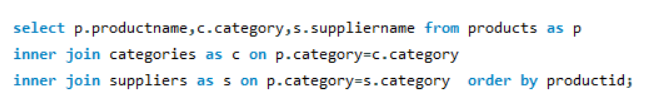 select p.productname,c.category,s.suppliername from products as p
inner join categories as c on p.category=c.category
inner join suppliers as s on p.category=s.category  order by productid;